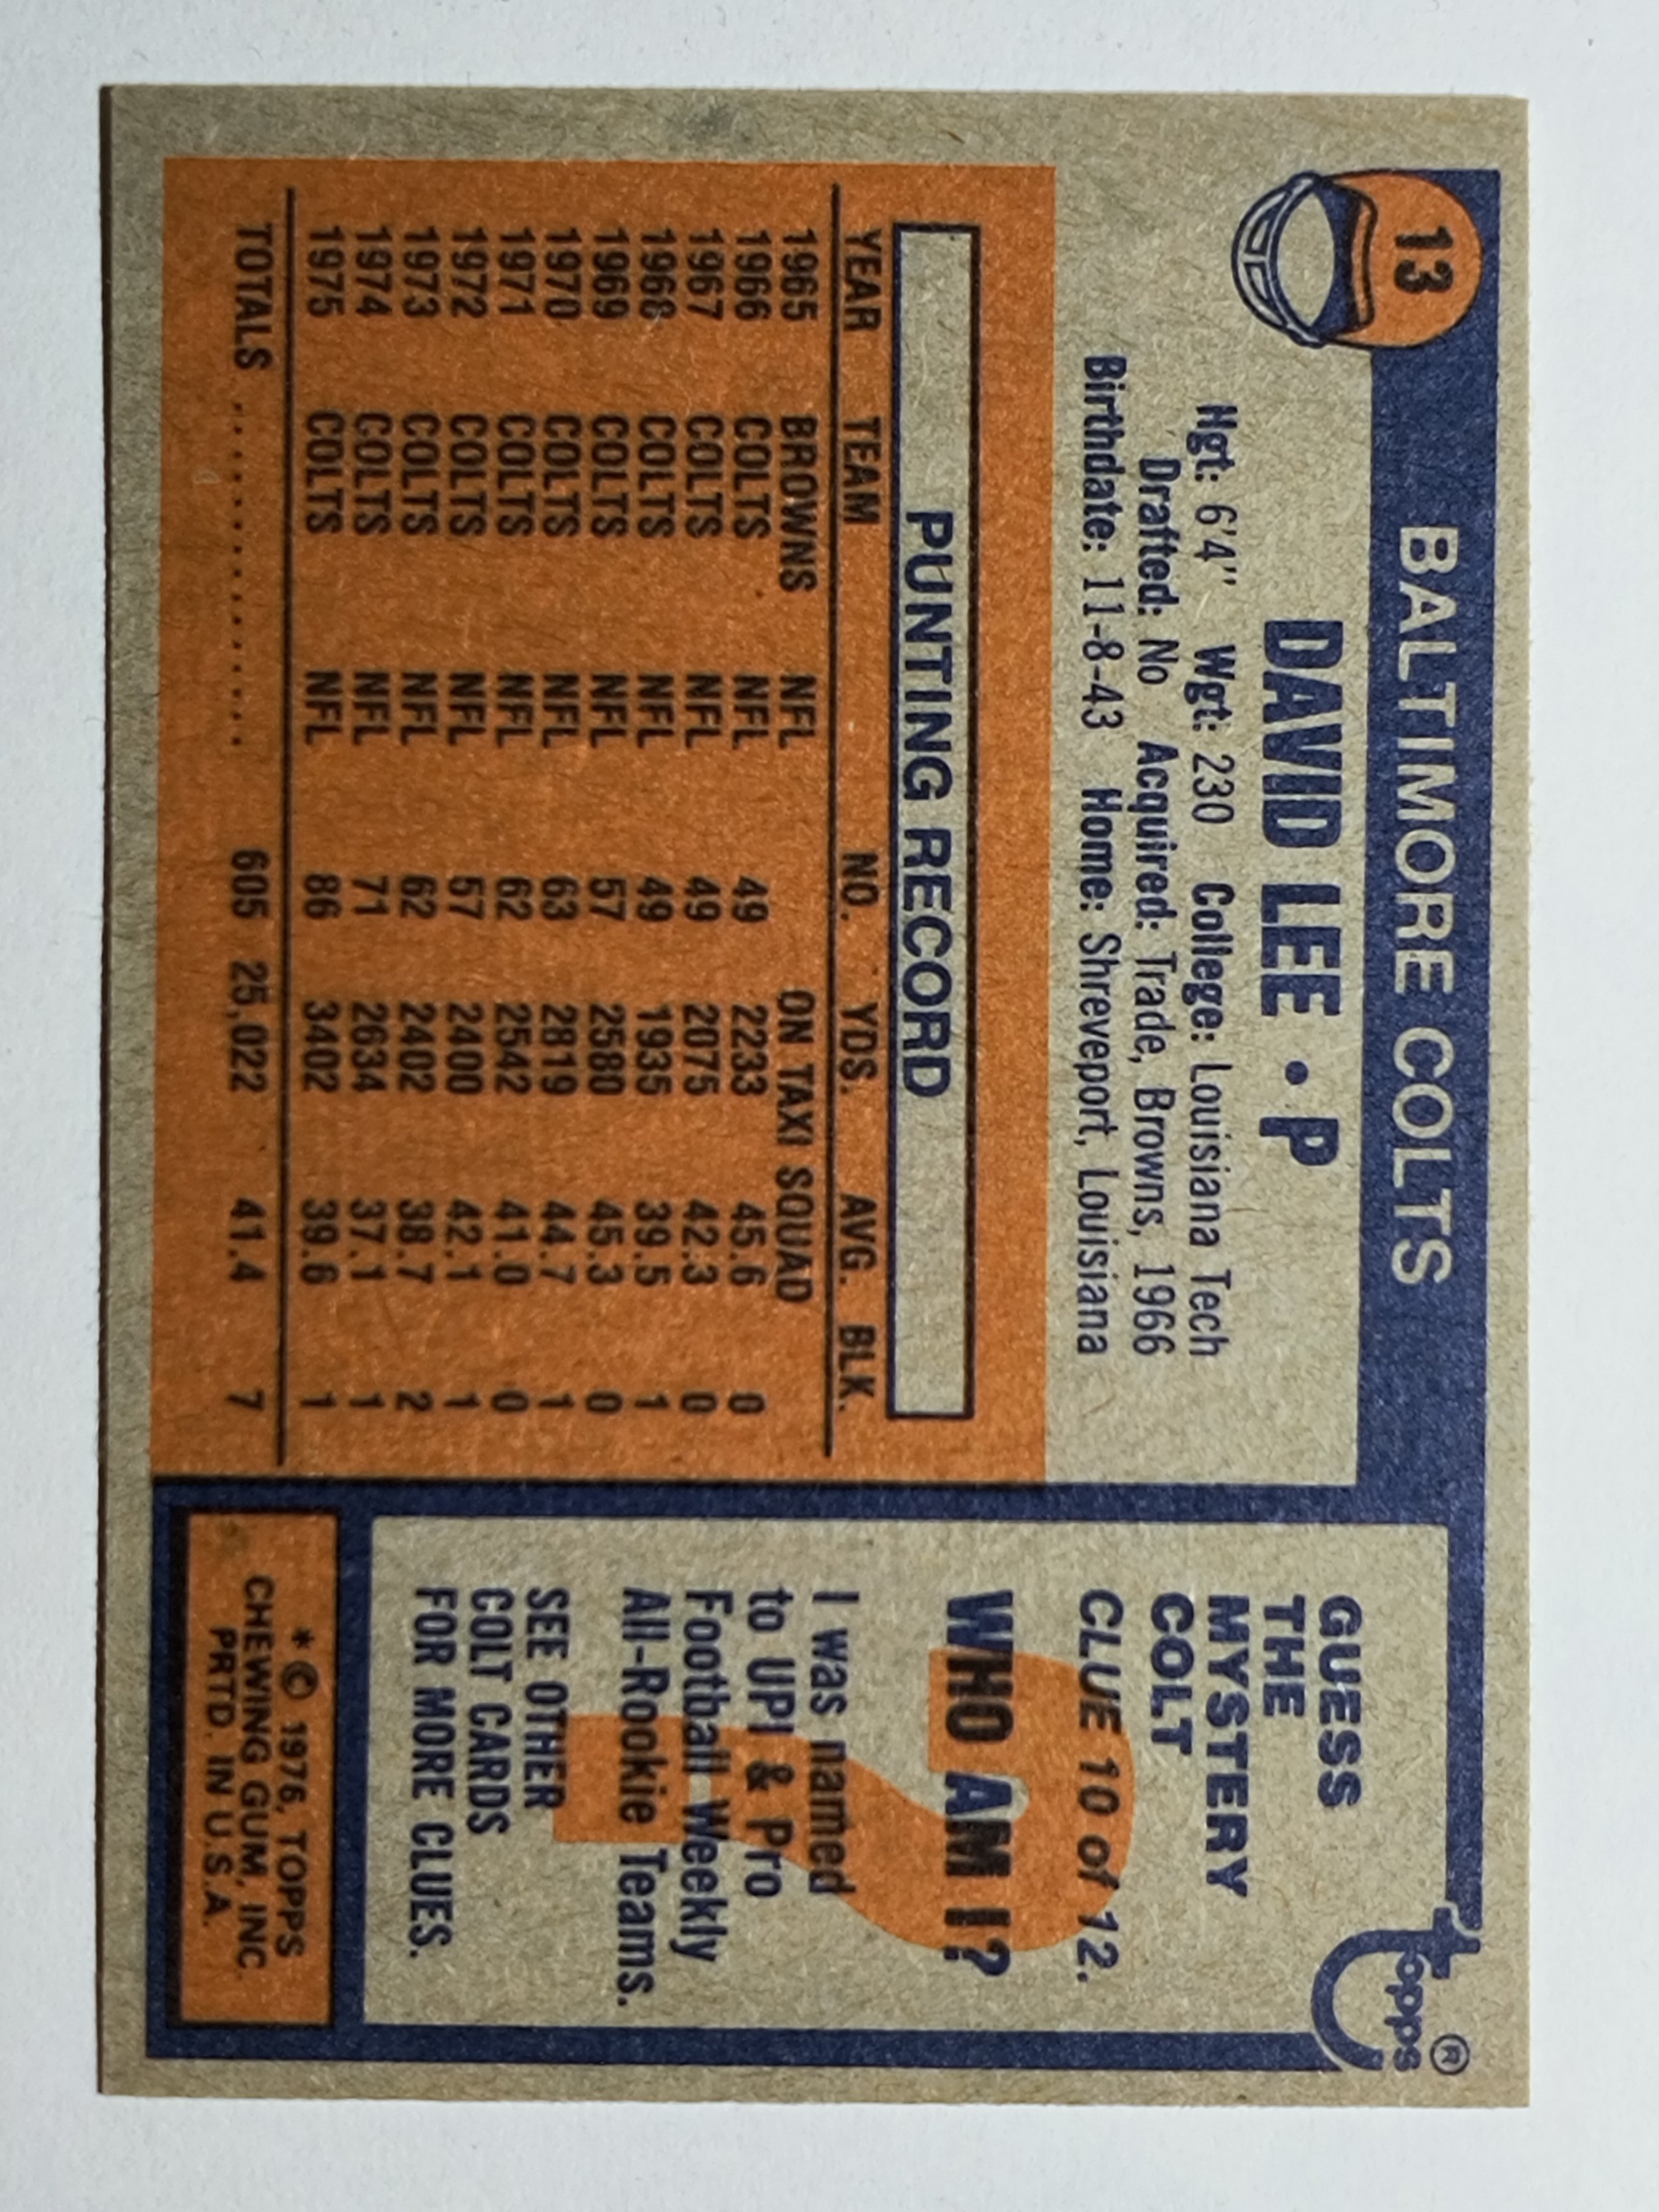 13
BALTIMORE COLTS
DAVID LEE • P
Hgt: 6'4" Wgt: 230 College: Louisiana Tech
Drafted: No Acquired: Trade, Browns, 1966
Birthdate: 11-8-43 Home: Shreveport, Louisiana
PUNTING RECORD
YEAR TEAM NO. YDS. AVG. BLK.
1965 BROWNS NFL ON TAXI SQUAD
1966 COLTS NFL 49 2233 45.6 0
1967 COLTS NFL 49 2075 42.3 0
1968 COLTS NFL 49 1935 39.5 1
1969 COLTS NFL 57 2580 45.3 0
1970 COLTS NFL 63 2819 44.7 1
1971 COLTS NFL 62 2542 41.0 0
1972 COLTS NFL 57 2400 42.1 1
1973 COLTS NFL 62 2402 38.7 2
1974 COLTS NFL 71 2634 37.1 1
1975 COLTS NFL 86 3402 39.6 1
TOTALS .................. 605 25,022 41.4 7
topps ®
GUESS
THE
MYSTERY
COLT
CLUE 10 of 12.
WHO AM I?
I was named
to UPI & Pro
Football Weekly
All-Rookie Teams.
SEE OTHER
COLT CARDS
FOR MORE CLUES.
* © 1976, TOPPS
CHEWING GUM, INC.
PRTD. IN U.S.A.